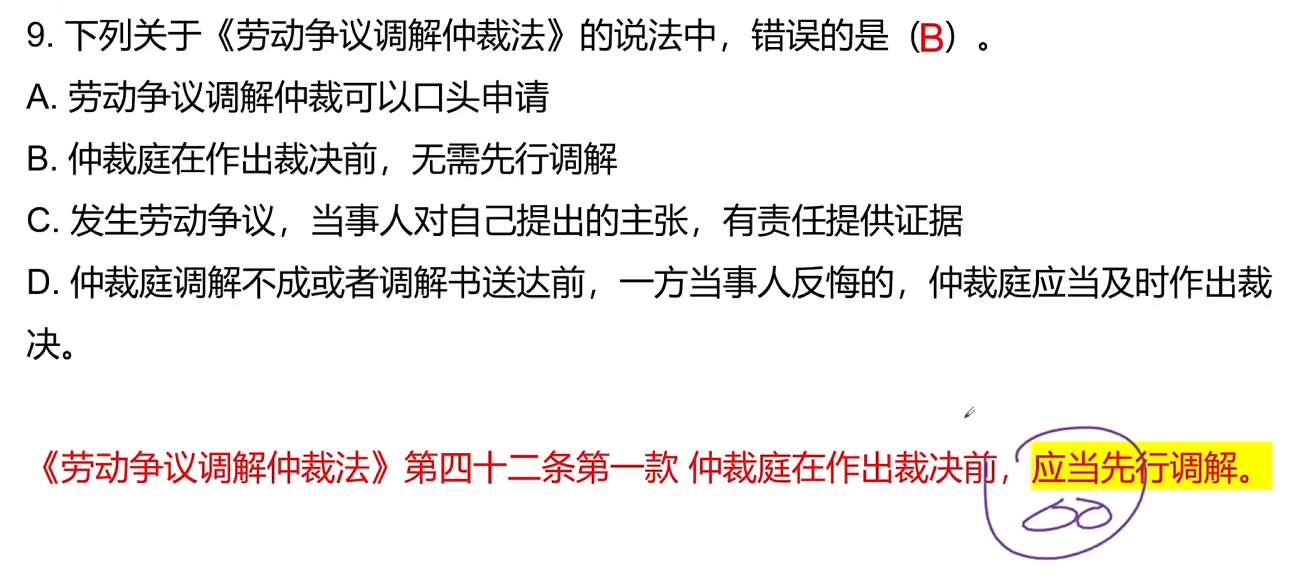 9. 下列关于《劳动争议调解仲裁法》的说法中，错误的是（B）。
A. 劳动争议调解仲裁可以口头申请
B. 仲裁庭在作出裁决前，无需先行调解
C. 发生劳动争议，当事人对自己提出的主张，有责任提供证据
D. 仲裁庭调解不成或者调解书送达前，一方当事人反悔的，仲裁庭应当及时作出裁
决。
《劳动争议调解仲裁法》第四十二条第一款 仲裁庭在作出裁决前，应当先行调解。